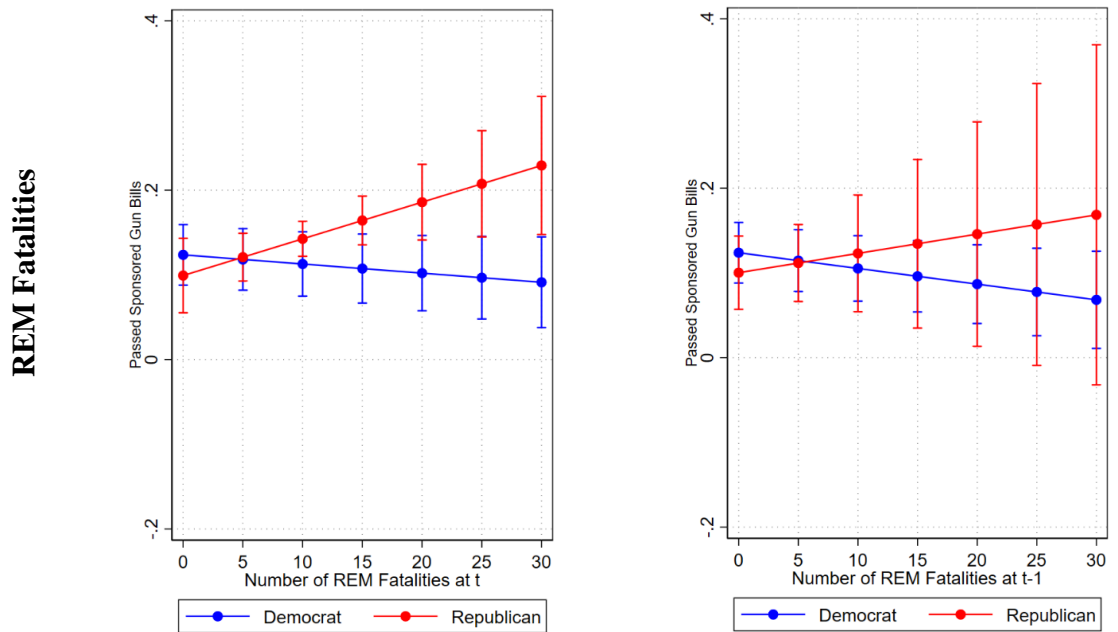 REM Fatalities
Passed Sponsored Gun Bills
.4
.2
0
-.2
0 5 10 15 20 25 30
Number of REM Fatalities at t
Democrat Republican
Passed Sponsored Gun Bills
.4
.2
0
-.2
0 5 10 15 20 25 30
Number of REM Fatalities at t-1
Democrat Republican